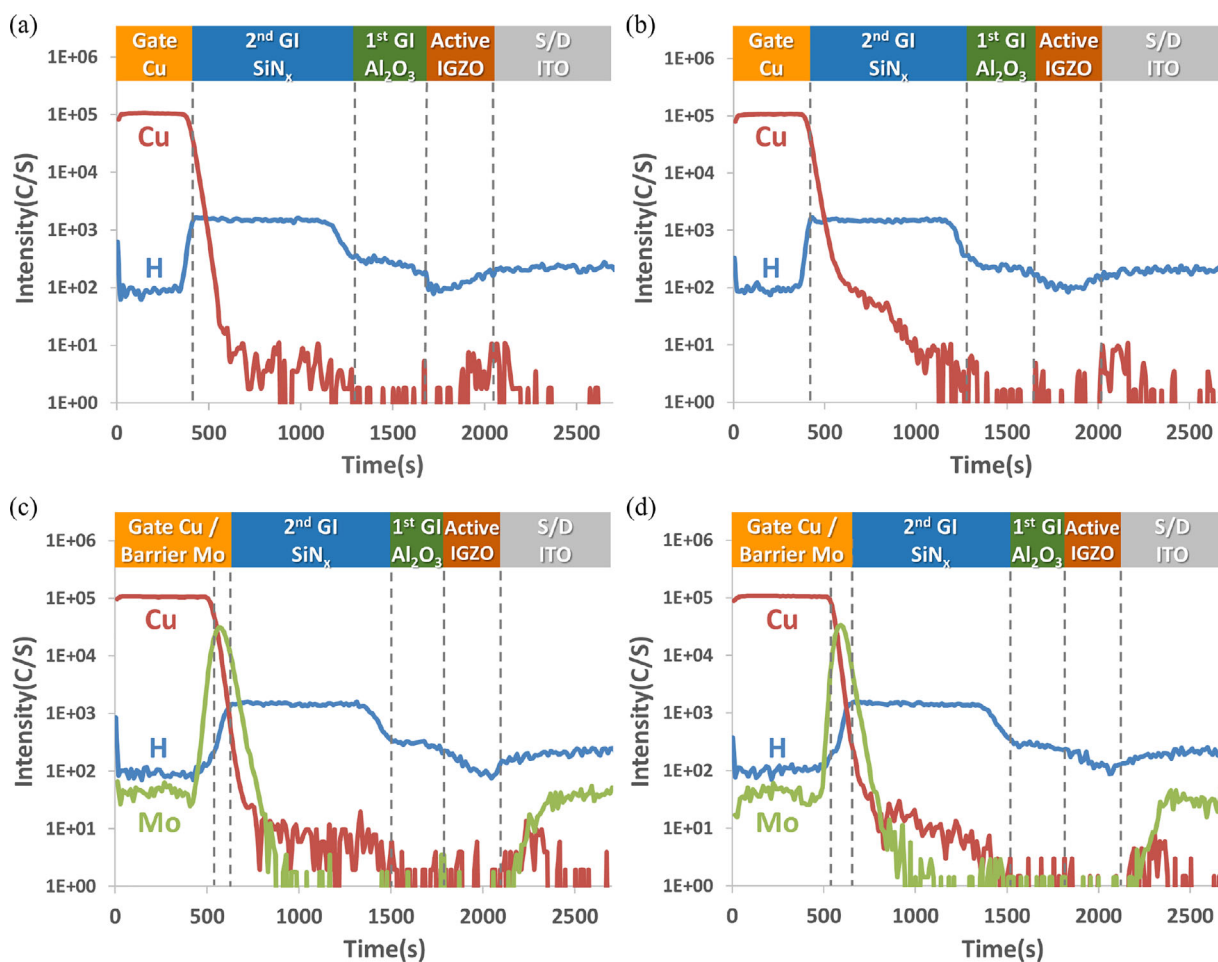 (a)
Gate 2nd GI 1st GI Active S/D
Cu SiNx Al2O3 IGZO ITO
1E+06
1E+05
1E+04
1E+03
1E+02
1E+01
1E+00
Intensity(C/S)
Cu
H
0 500 1000 1500 2000 2500
Time(s)
(b)
Gate 2nd GI 1st GI Active S/D
Cu SiNx Al2O3 IGZO ITO
1E+06
1E+05
1E+04
1E+03
1E+02
1E+01
1E+00
Intensity(C/S)
Cu
H
0 500 1000 1500 2000 2500
Time(s)
(c)
Gate Cu / 2nd GI 1st GI Active S/D
Barrier Mo SiNx Al2O3 IGZO ITO
1E+06
1E+05
1E+04
1E+03
1E+02
1E+01
1E+00
Intensity(C/S)
Cu
H
Mo
0 500 1000 1500 2000 2500
Time(s)
(d)
Gate Cu / 2nd GI 1st GI Active S/D
Barrier Mo SiNx Al2O3 IGZO ITO
1E+06
1E+05
1E+04
1E+03
1E+02
1E+01
1E+00
Intensity(C/S)
Cu
H
Mo
0 500 1000 1500 2000 2500
Time(s)